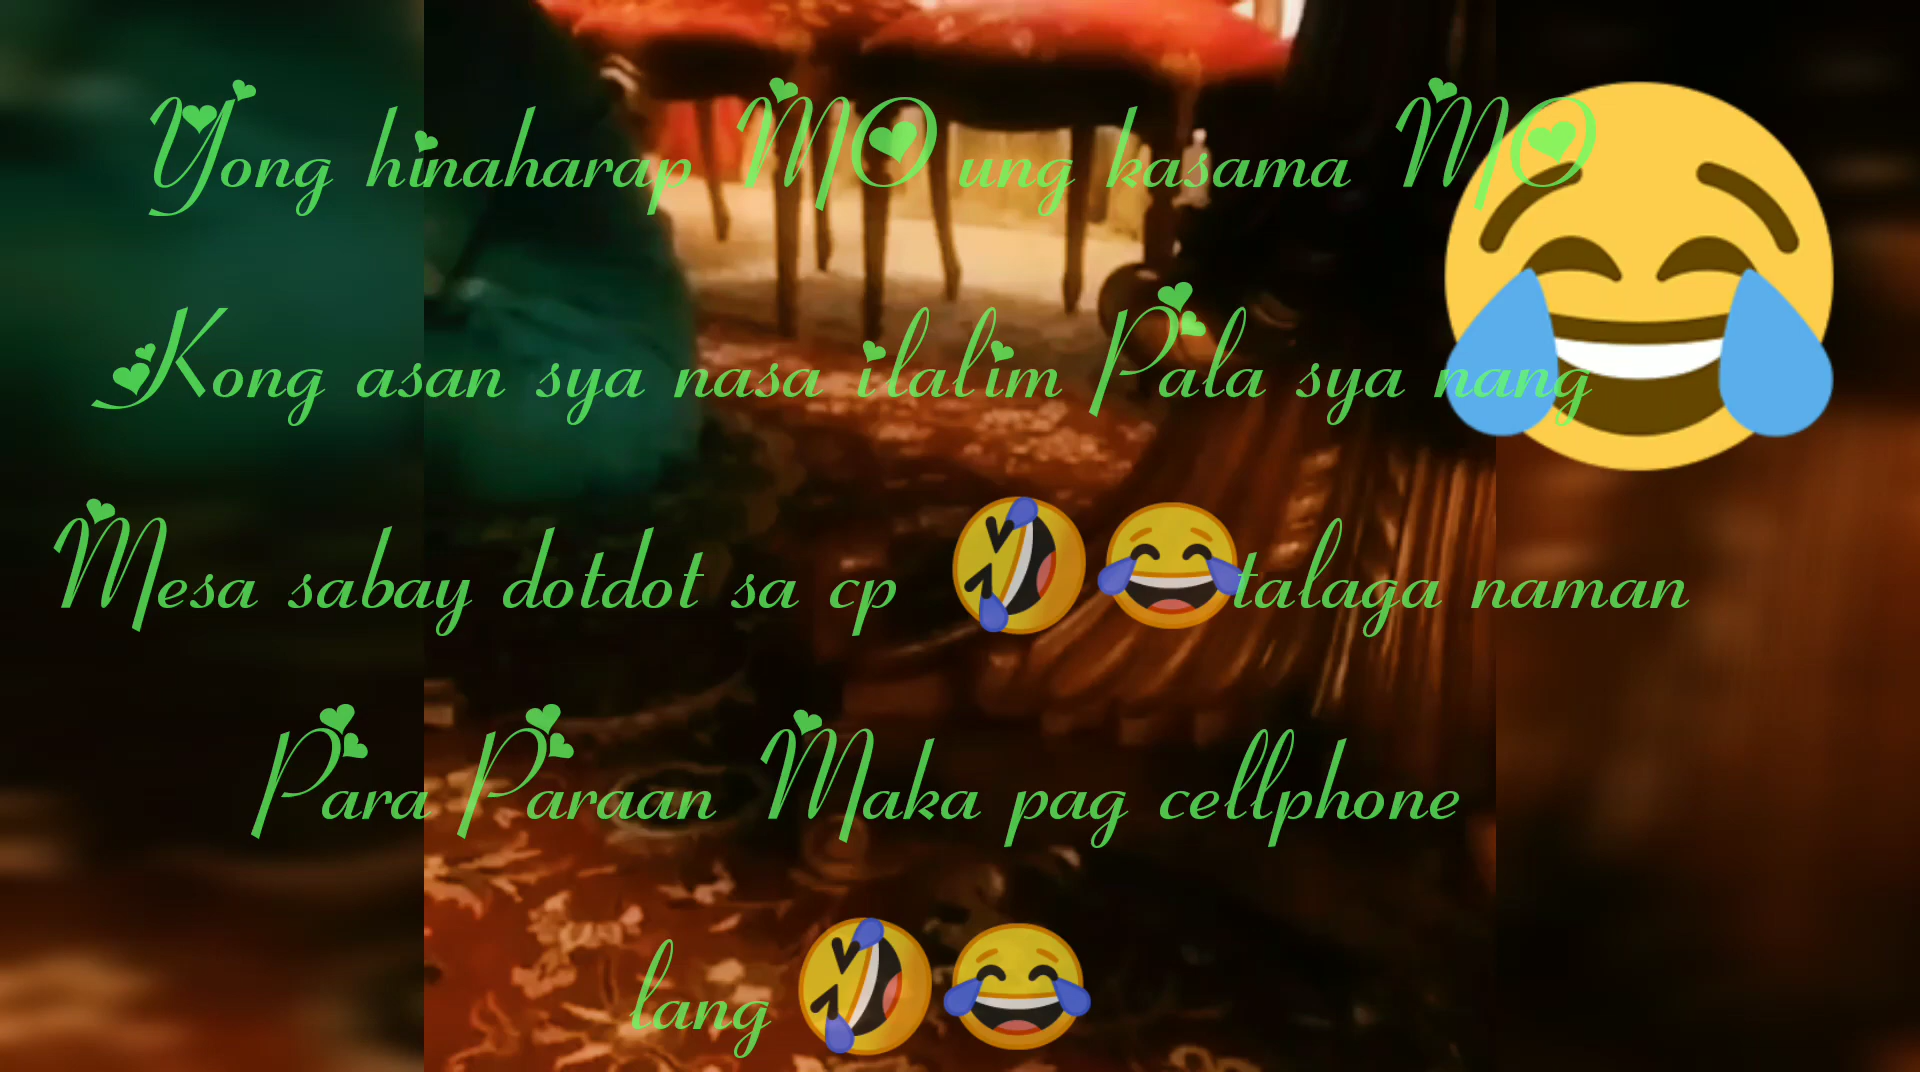 Yong hinaharap MO ung kasama MO
Kong asan sya nasa ilalim Pala sya nang
Mesa sabay dotdot sa cp 🤣😂talaga naman
Para Paraan Maka pag cellphone
lang 🤣😂